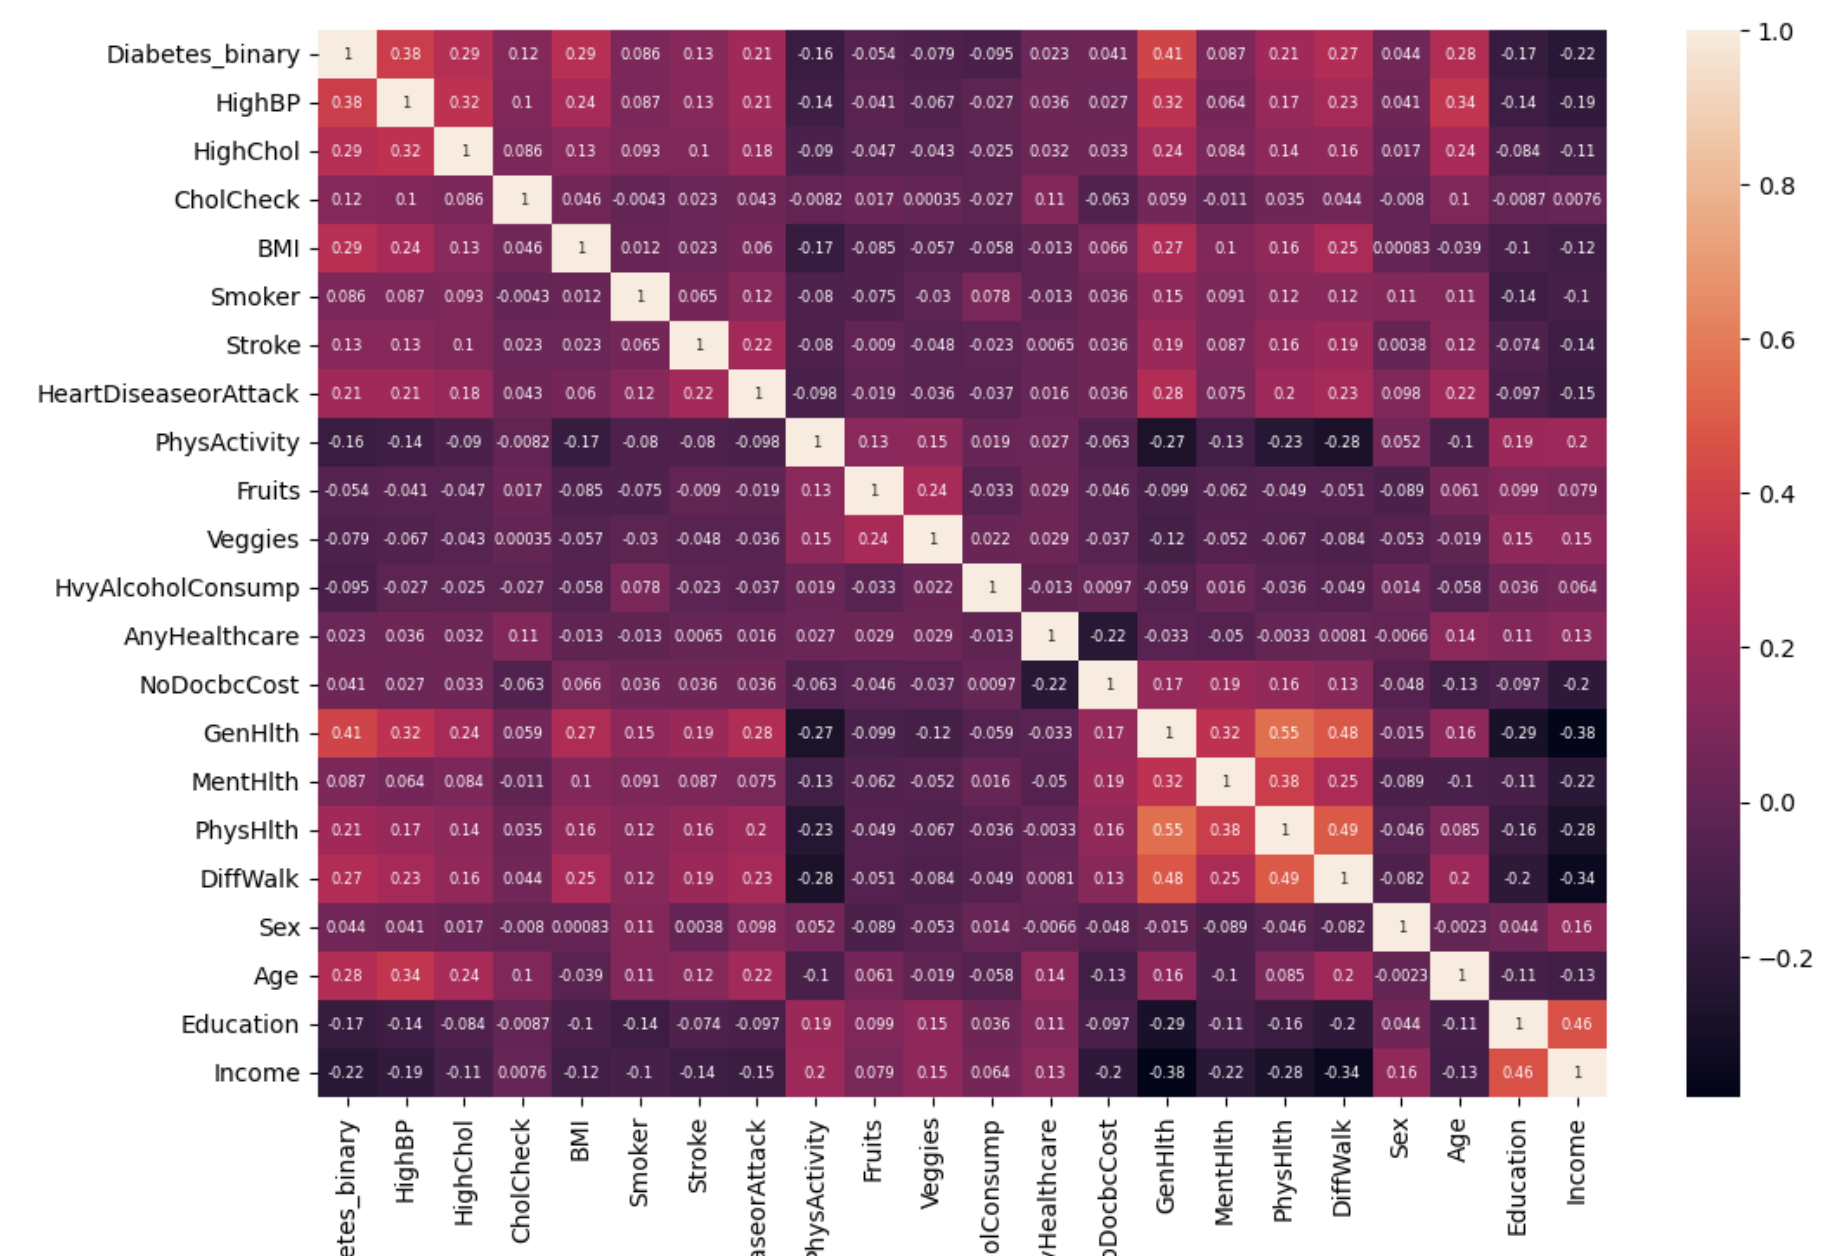 Diabetes_binary 1 0.38 0.29 0.12 0.29 0.086 0.13 0.21 -0.16 -0.054 -0.079 -0.095 0.023 0.041 0.41 0.087 0.21 0.27 0.044 0.28 -0.17 -0.22
HighBP 0.38 1 0.32 0.1 0.24 0.087 0.13 0.21 -0.14 -0.041 -0.067 -0.027 0.036 0.027 0.32 0.064 0.17 0.23 0.041 0.34 -0.14 -0.19
HighChol 0.29 0.32 1 0.086 0.13 0.093 0.1 0.18 -0.09 -0.047 -0.043 -0.025 0.032 0.033 0.24 0.084 0.14 0.16 0.017 0.24 -0.084 -0.11
CholCheck 0.12 0.1 0.086 1 0.046 -0.0043 0.023 0.043 -0.0082 0.017 0.00035 -0.027 0.11 -0.063 0.059 -0.011 0.035 0.044 -0.008 0.1 -0.0087 0.0076
BMI 0.29 0.24 0.13 0.046 1 0.012 0.023 0.06 -0.17 -0.085 -0.057 -0.058 -0.013 0.066 0.27 0.1 0.16 0.25 0.00083 -0.039 -0.1 -0.12
Smoker 0.086 0.087 0.093 -0.0043 0.012 1 0.065 0.12 -0.08 -0.075 -0.03 0.078 -0.013 0.036 0.15 0.091 0.12 0.12 0.11 0.11 -0.14 -0.1
Stroke 0.13 0.13 0.1 0.023 0.023 0.065 1 0.22 -0.08 -0.009 -0.048 -0.023 0.0065 0.036 0.19 0.087 0.16 0.19 0.0038 0.12 -0.074 -0.14
HeartDiseaseorAttack 0.21 0.21 0.18 0.043 0.06 0.12 0.22 1 -0.098 -0.019 -0.036 -0.037 0.016 0.036 0.28 0.075 0.2 0.23 0.098 0.22 -0.097 -0.15
PhysActivity -0.16 -0.14 -0.09 -0.0082 -0.17 -0.08 -0.08 -0.098 1 0.13 0.15 0.019 0.027 -0.063 -0.27 -0.13 -0.23 -0.28 0.052 -0.1 0.19 0.2
Fruits -0.054 -0.041 -0.047 0.017 -0.085 -0.075 -0.009 -0.019 0.13 1 0.24 -0.033 0.029 -0.046 -0.099 -0.062 -0.049 -0.051 -0.089 0.061 0.099 0.079
Veggies -0.079 -0.067 -0.043 0.00035 -0.057 -0.03 -0.048 -0.036 0.15 0.24 1 0.022 0.029 -0.037 -0.12 -0.052 -0.067 -0.084 -0.053 -0.019 0.15 0.15
HvyAlcoholConsump -0.095 -0.027 -0.025 -0.027 -0.058 0.078 -0.023 -0.037 0.019 -0.033 0.022 1 -0.013 0.0097 -0.059 0.016 -0.036 -0.049 0.014 -0.058 0.036 0.064
AnyHealthcare 0.023 0.036 0.032 0.11 -0.013 -0.013 0.0065 0.016 0.027 0.029 0.029 -0.013 1 -0.22 -0.033 -0.05 -0.0033 0.0081 -0.0066 0.14 0.11 0.13
NoDocbcCost 0.041 0.027 0.033 -0.063 0.066 0.036 0.036 0.036 -0.063 -0.046 -0.037 0.0097 -0.22 1 0.17 0.19 0.16 0.13 -0.048 -0.13 -0.097 -0.2
GenHlth 0.41 0.32 0.24 0.059 0.27 0.15 0.19 0.28 -0.27 -0.099 -0.12 -0.059 -0.033 0.17 1 0.32 0.55 0.48 -0.015 0.16 -0.29 -0.38
MentHlth 0.087 0.064 0.084 -0.011 0.1 0.091 0.087 0.075 -0.13 -0.062 -0.052 0.016 -0.05 0.19 0.32 1 0.38 0.25 -0.089 -0.1 -0.11 -0.22
PhysHlth 0.21 0.17 0.14 0.035 0.16 0.12 0.16 0.2 -0.23 -0.049 -0.067 -0.036 -0.0033 0.16 0.55 0.38 1 0.49 -0.046 0.085 -0.16 -0.28
DiffWalk 0.27 0.23 0.16 0.044 0.25 0.12 0.19 0.23 -0.28 -0.051 -0.084 -0.049 0.0081 0.13 0.48 0.25 0.49 1 -0.082 0.2 -0.2 -0.34
Sex 0.044 0.041 0.017 -0.008 0.00083 0.11 0.0038 0.098 0.052 -0.089 -0.053 0.014 -0.0066 -0.048 -0.015 -0.089 -0.046 -0.082 1 -0.0023 0.044 0.16
Age 0.28 0.34 0.24 0.1 -0.039 0.11 0.12 0.22 -0.1 0.061 -0.019 -0.058 0.14 -0.13 0.16 -0.1 0.085 0.2 -0.0023 1 -0.11 -0.13
Education -0.17 -0.14 -0.084 -0.0087 -0.1 -0.14 -0.074 -0.097 0.19 0.099 0.15 0.036 0.11 -0.097 -0.29 -0.11 -0.16 -0.2 0.044 -0.11 1 0.46
Income -0.22 -0.19 -0.11 0.0076 -0.12 -0.1 -0.14 -0.15 0.2 0.079 0.15 0.064 0.13 -0.2 -0.38 -0.22 -0.28 -0.34 0.16 -0.13 0.46 1
etes_binary
HighBP
HighChol
CholCheck
BMI
Smoker
Stroke
aseorAttack
PhysActivity
Fruits
Veggies
olConsump
yHealthcare
oDocbcCost
GenHlth
MentHlth
PhysHlth
DiffWalk
Sex
Age
Education
Income
1.0
0.8
0.6
0.4
0.2
0.0
−0.2